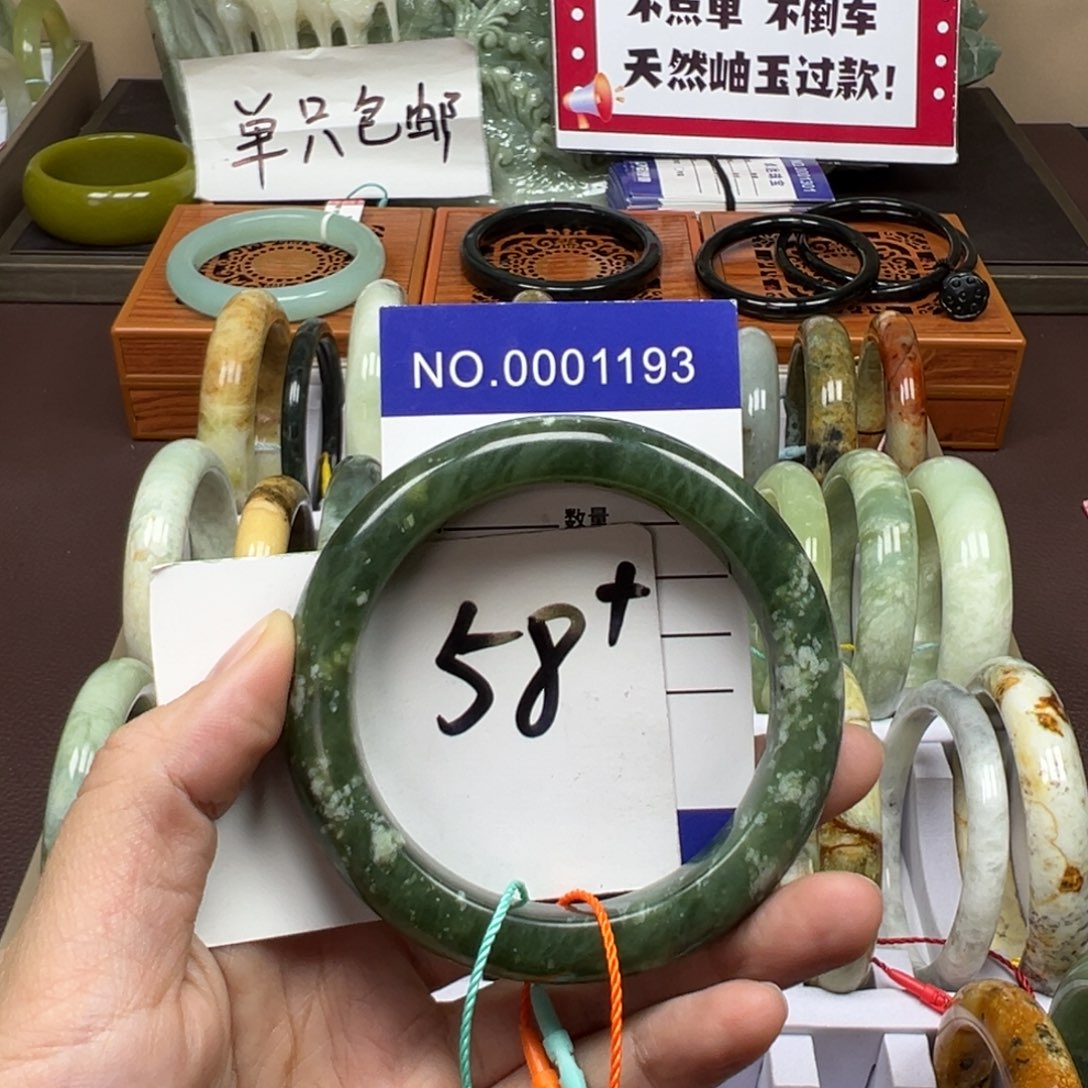 不点单 不倒车
天然岫玉过款！
单只包邮
0001301
NO.0001193
数量
58+